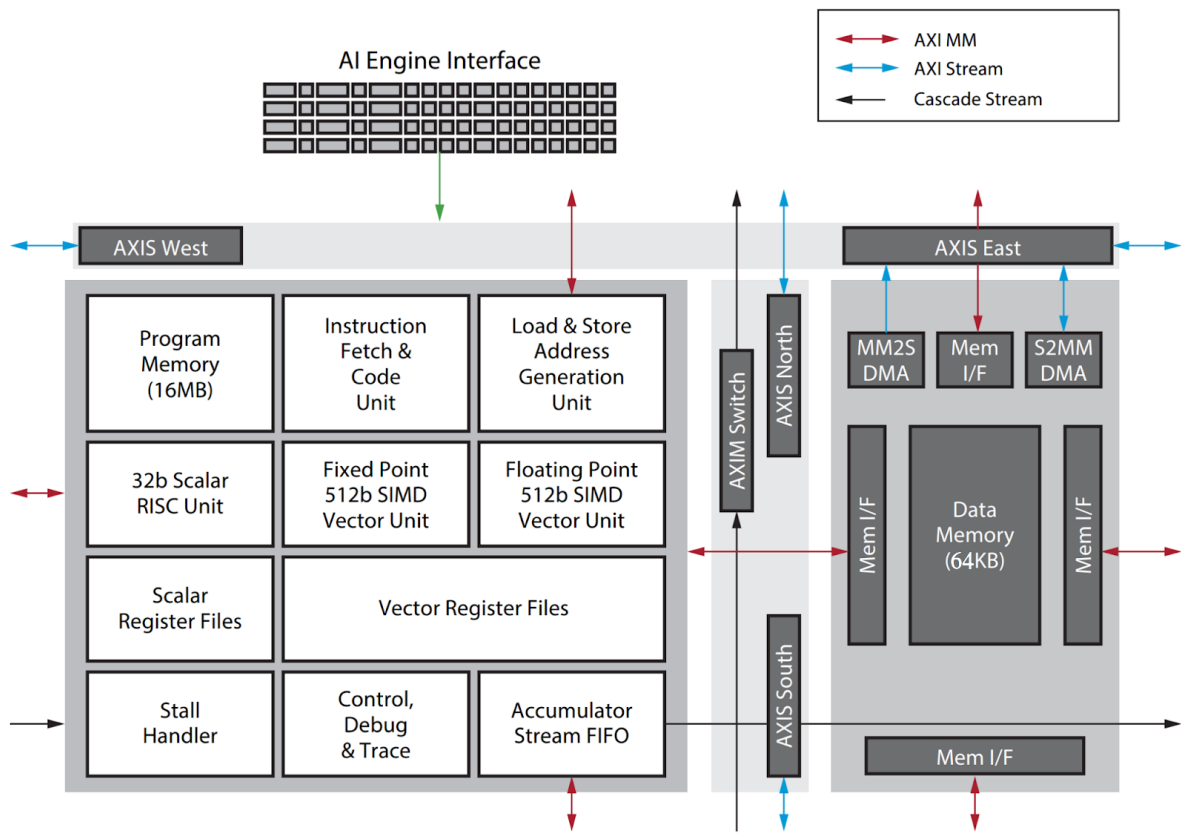 AI Engine Interface
AXI MM
AXI Stream
Cascade Stream
AXIS West
AXIS East
Program
Memory
(16MB)
Instruction
Fetch &
Code
Unit
Load & Store
Address
Generation
Unit
32b Scalar
RISC Unit
Fixed Point
512b SIMD
Vector Unit
Floating Point
512b SIMD
Vector Unit
Scalar
Register Files
Vector Register Files
Stall
Handler
Control,
Debug
& Trace
Accumulator
Stream FIFO
AXIM Switch
AXIS North
AXIS South
MM2S
DMA
Mem
I/F
S2MM
DMA
Mem I/F
Data
Memory
(64KB)
Mem I/F
Mem I/F